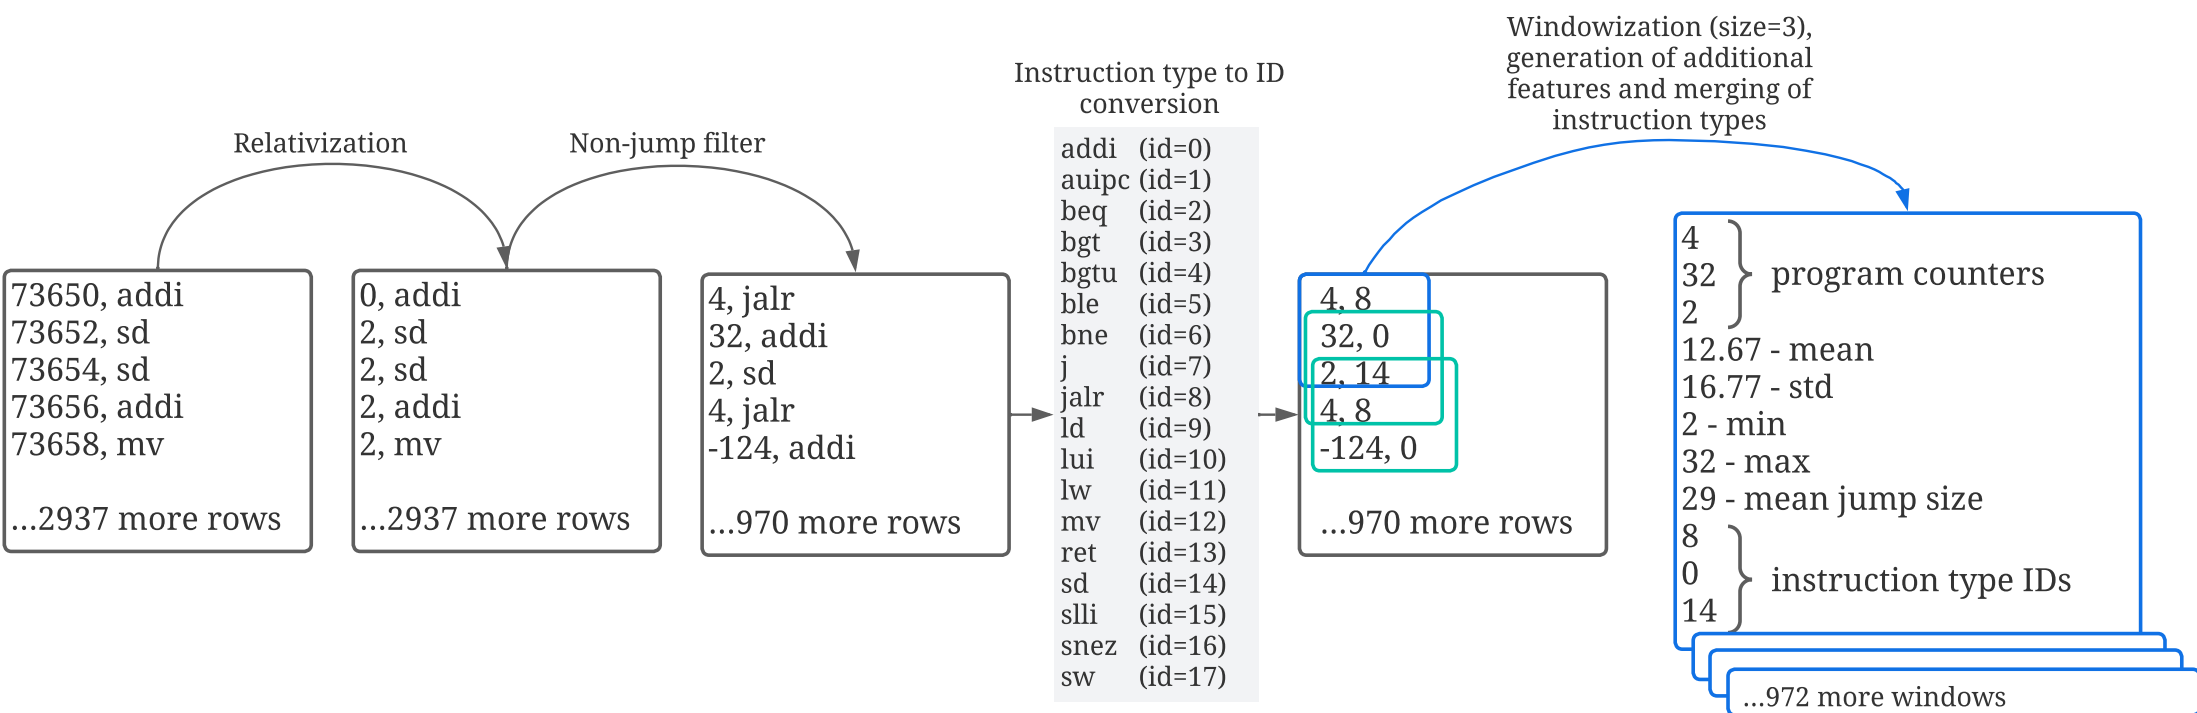 Relativization
Non-jump filter
Instruction type to ID
conversion
Windowization (size=3),
generation of additional
features and merging of
instruction types
73650, addi
73652, sd
73654, sd
73656, addi
73658, mv
...2937 more rows
0, addi
2, sd
2, sd
2, addi
2, mv
...2937 more rows
4, jalr
32, addi
2, sd
4, jalr
-124, addi
...970 more rows
addi (id=0)
auipc (id=1)
beq (id=2)
bgt (id=3)
bgtu (id=4)
ble (id=5)
bne (id=6)
j (id=7)
jalr (id=8)
ld (id=9)
lui (id=10)
lw (id=11)
mv (id=12)
ret (id=13)
sd (id=14)
slli (id=15)
snez (id=16)
sw (id=17)
4, 8
32, 0
2, 14
4, 8
-124, 0
...970 more rows
4
32
2
program counters
12.67 - mean
16.77 - std
2 - min
32 - max
29 - mean jump size
8
0
14
instruction type IDs
...972 more windows